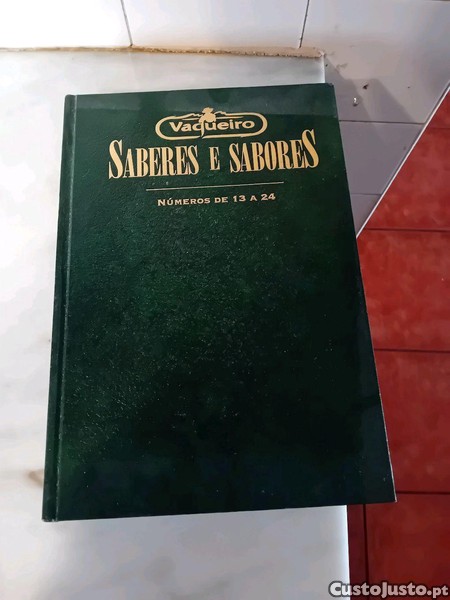 Vaqueiro
SABERES E SABORES
NÚMEROS DE 13 A 24
CustoJusto.pt